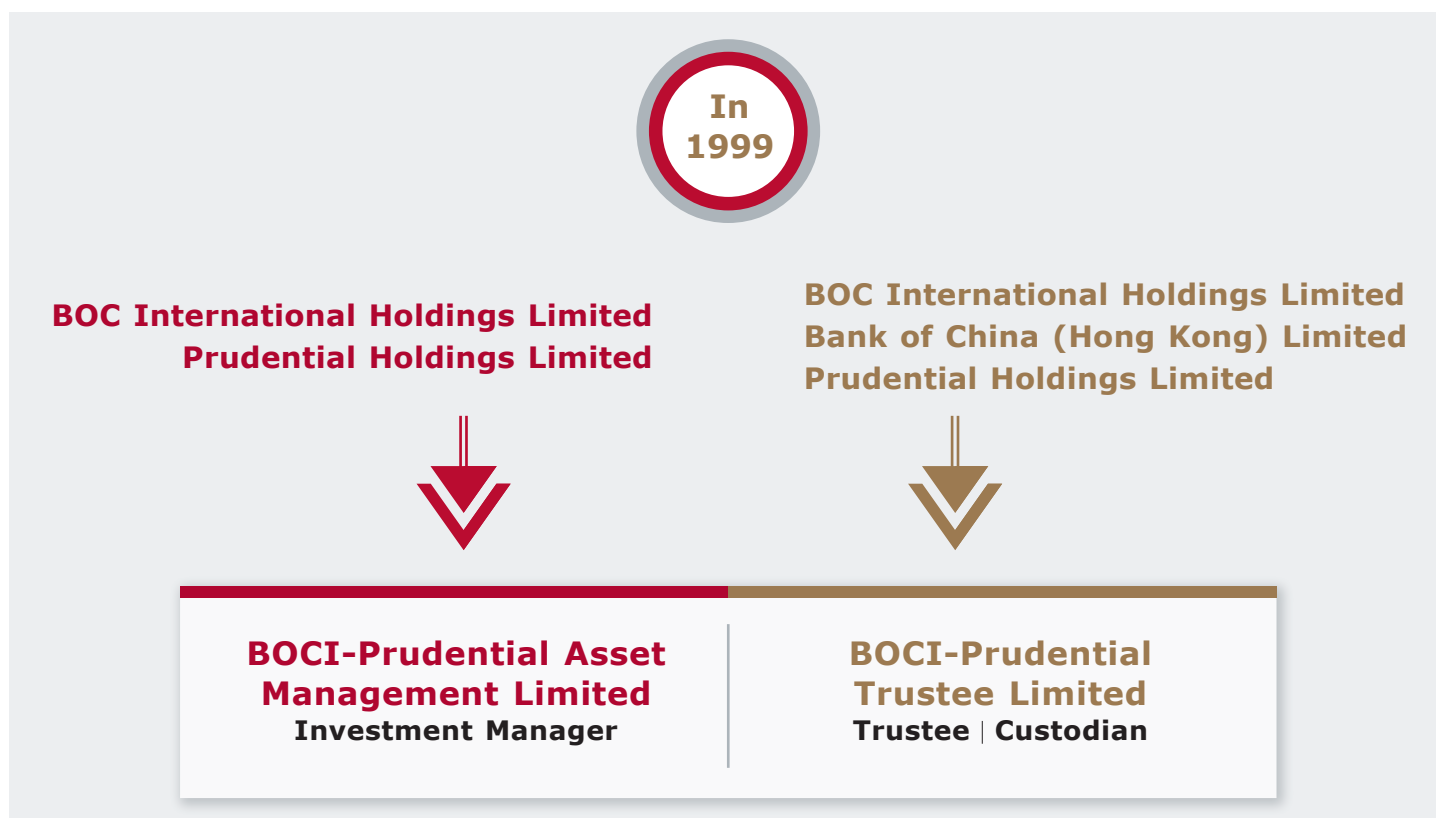 In
1999
BOC International Holdings Limited
Prudential Holdings Limited
BOC International Holdings Limited
Bank of China (Hong Kong) Limited
Prudential Holdings Limited
BOCI-Prudential Asset
Management Limited
Investment Manager
BOCI-Prudential
Trustee Limited
Trustee | Custodian